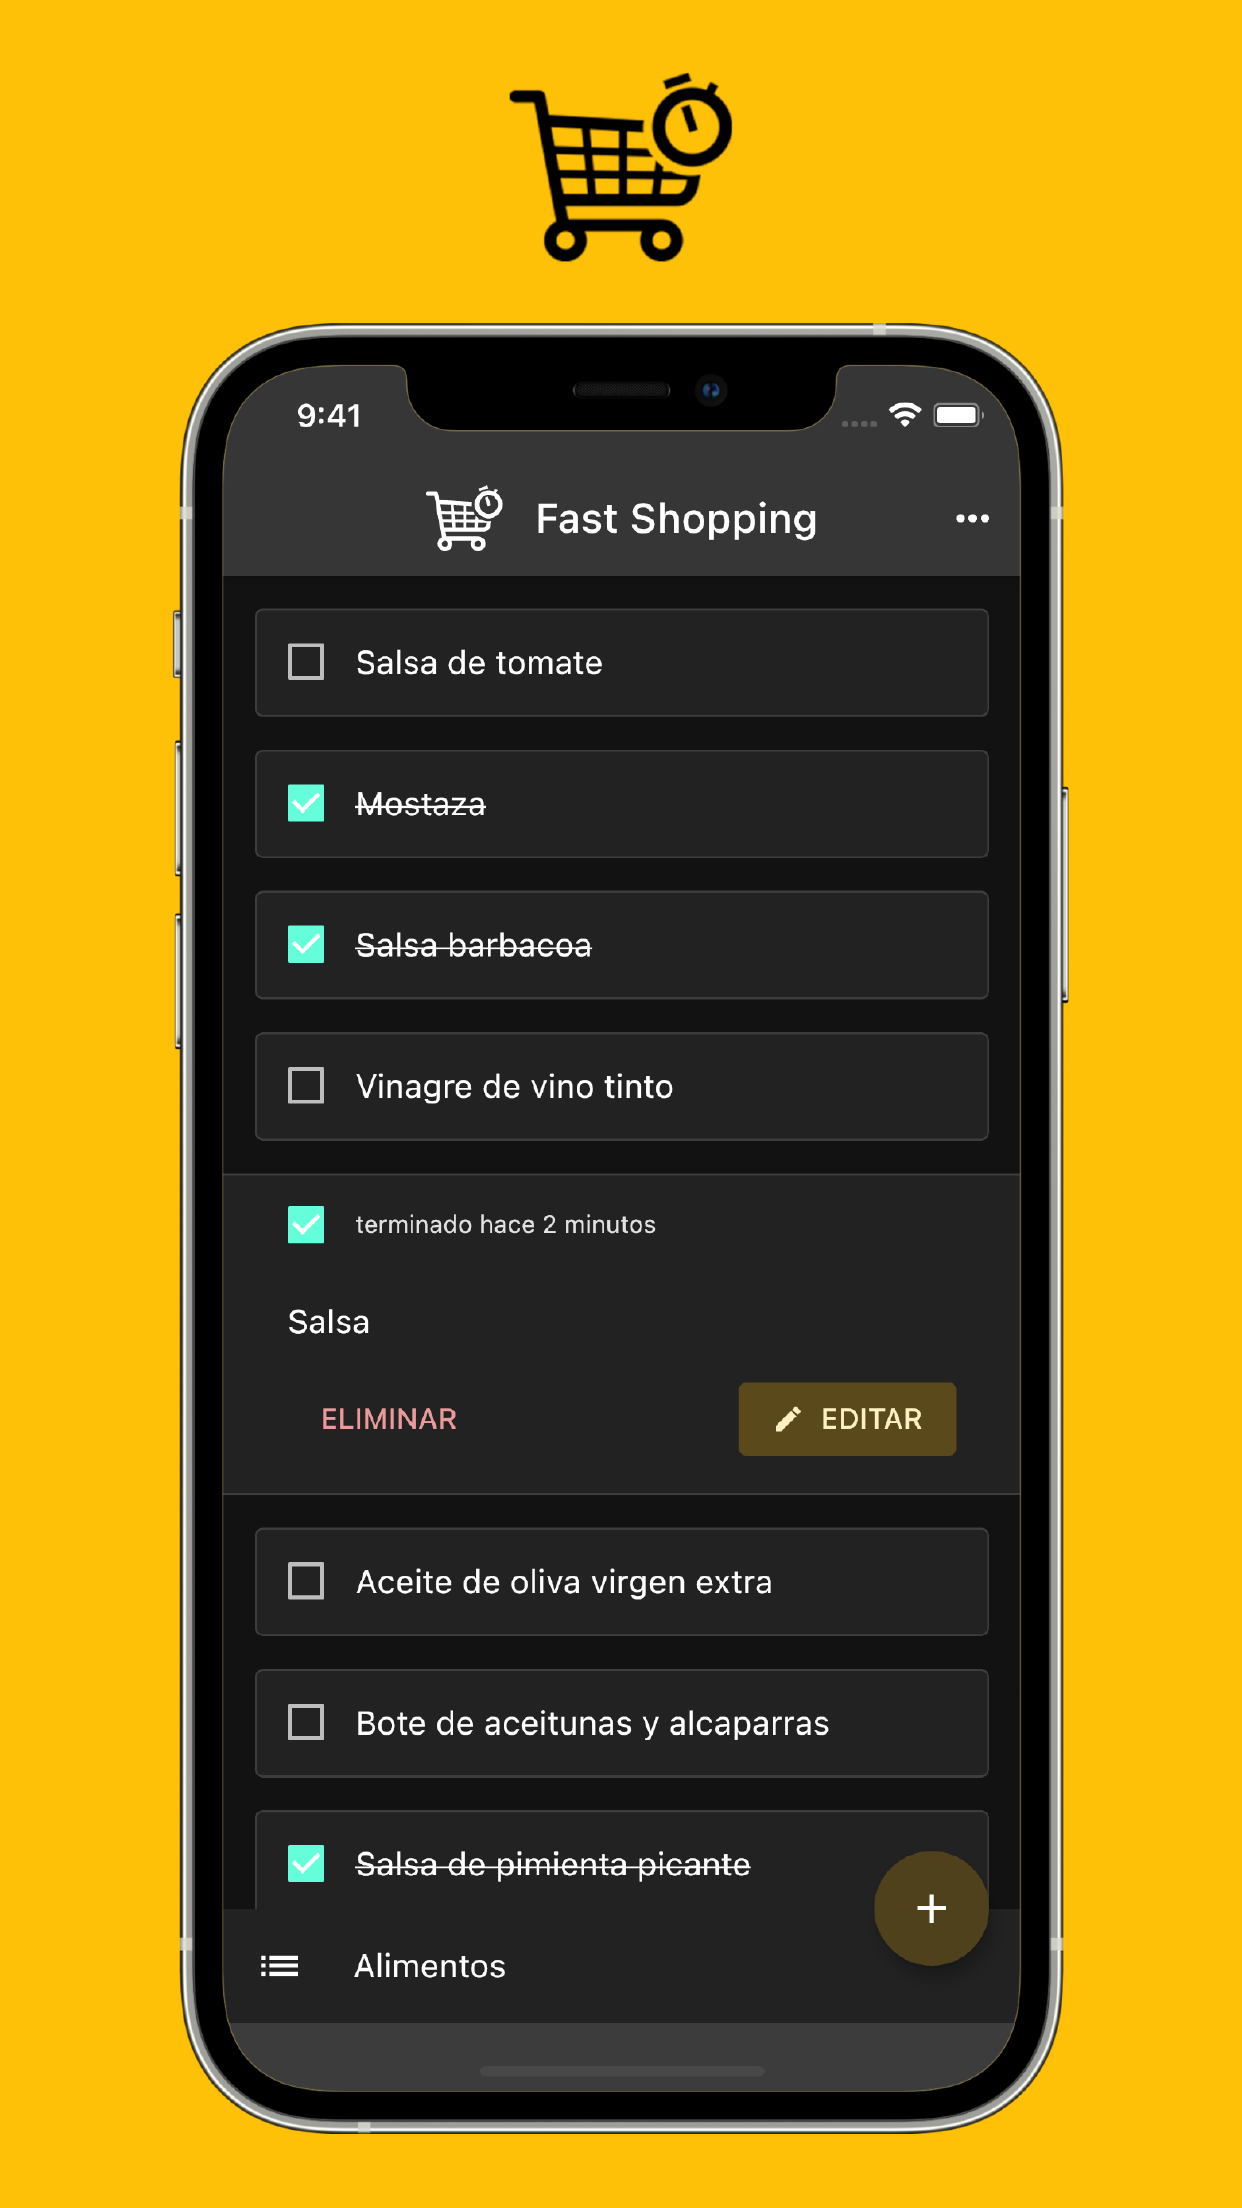 9:41
Fast Shopping
Salsa de tomate
Mostaza
Salsa barbacoa
Vinagre de vino tinto
terminado hace 2 minutos
Salsa
ELIMINAR
EDITAR
Aceite de oliva virgen extra
Bote de aceitunas y alcaparras
Salsa de pimienta picante
Alimentos